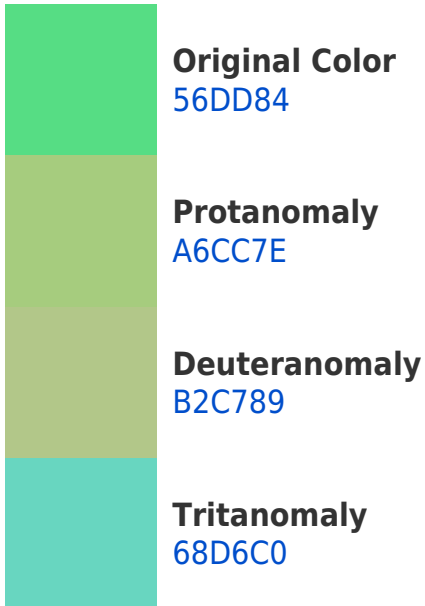 Original Color
56DD84
Protanomaly
A6CC7E
Deuteranomaly
B2C789
Tritanomaly
68D6C0